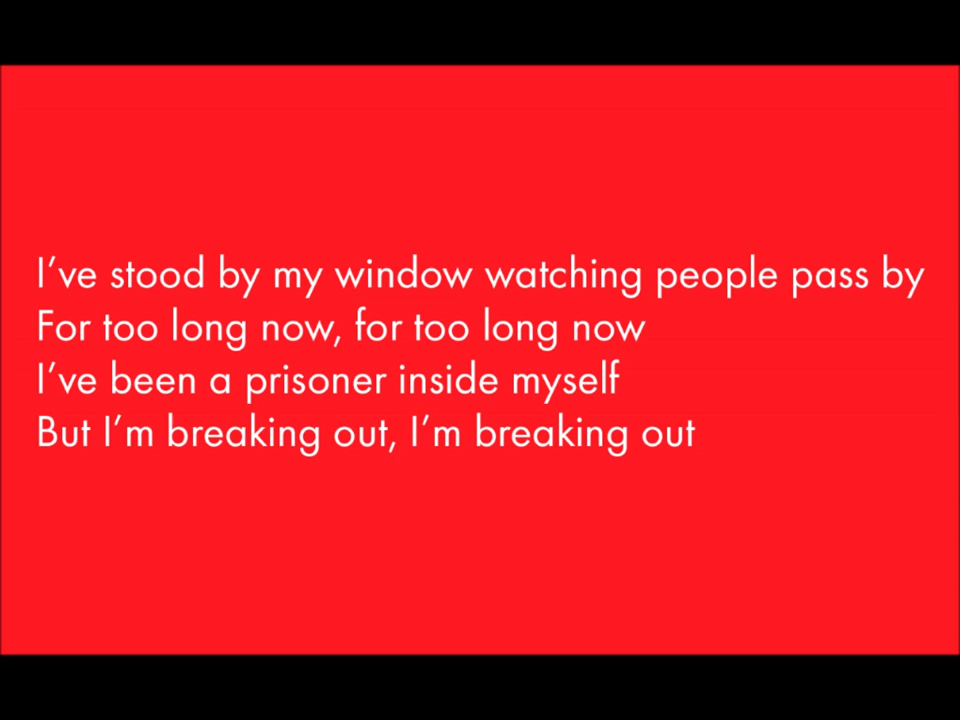 I’ve stood by my window watching people pass by
For too long now, for too long now
I’ve been a prisoner inside myself
But I’m breaking out, I’m breaking out